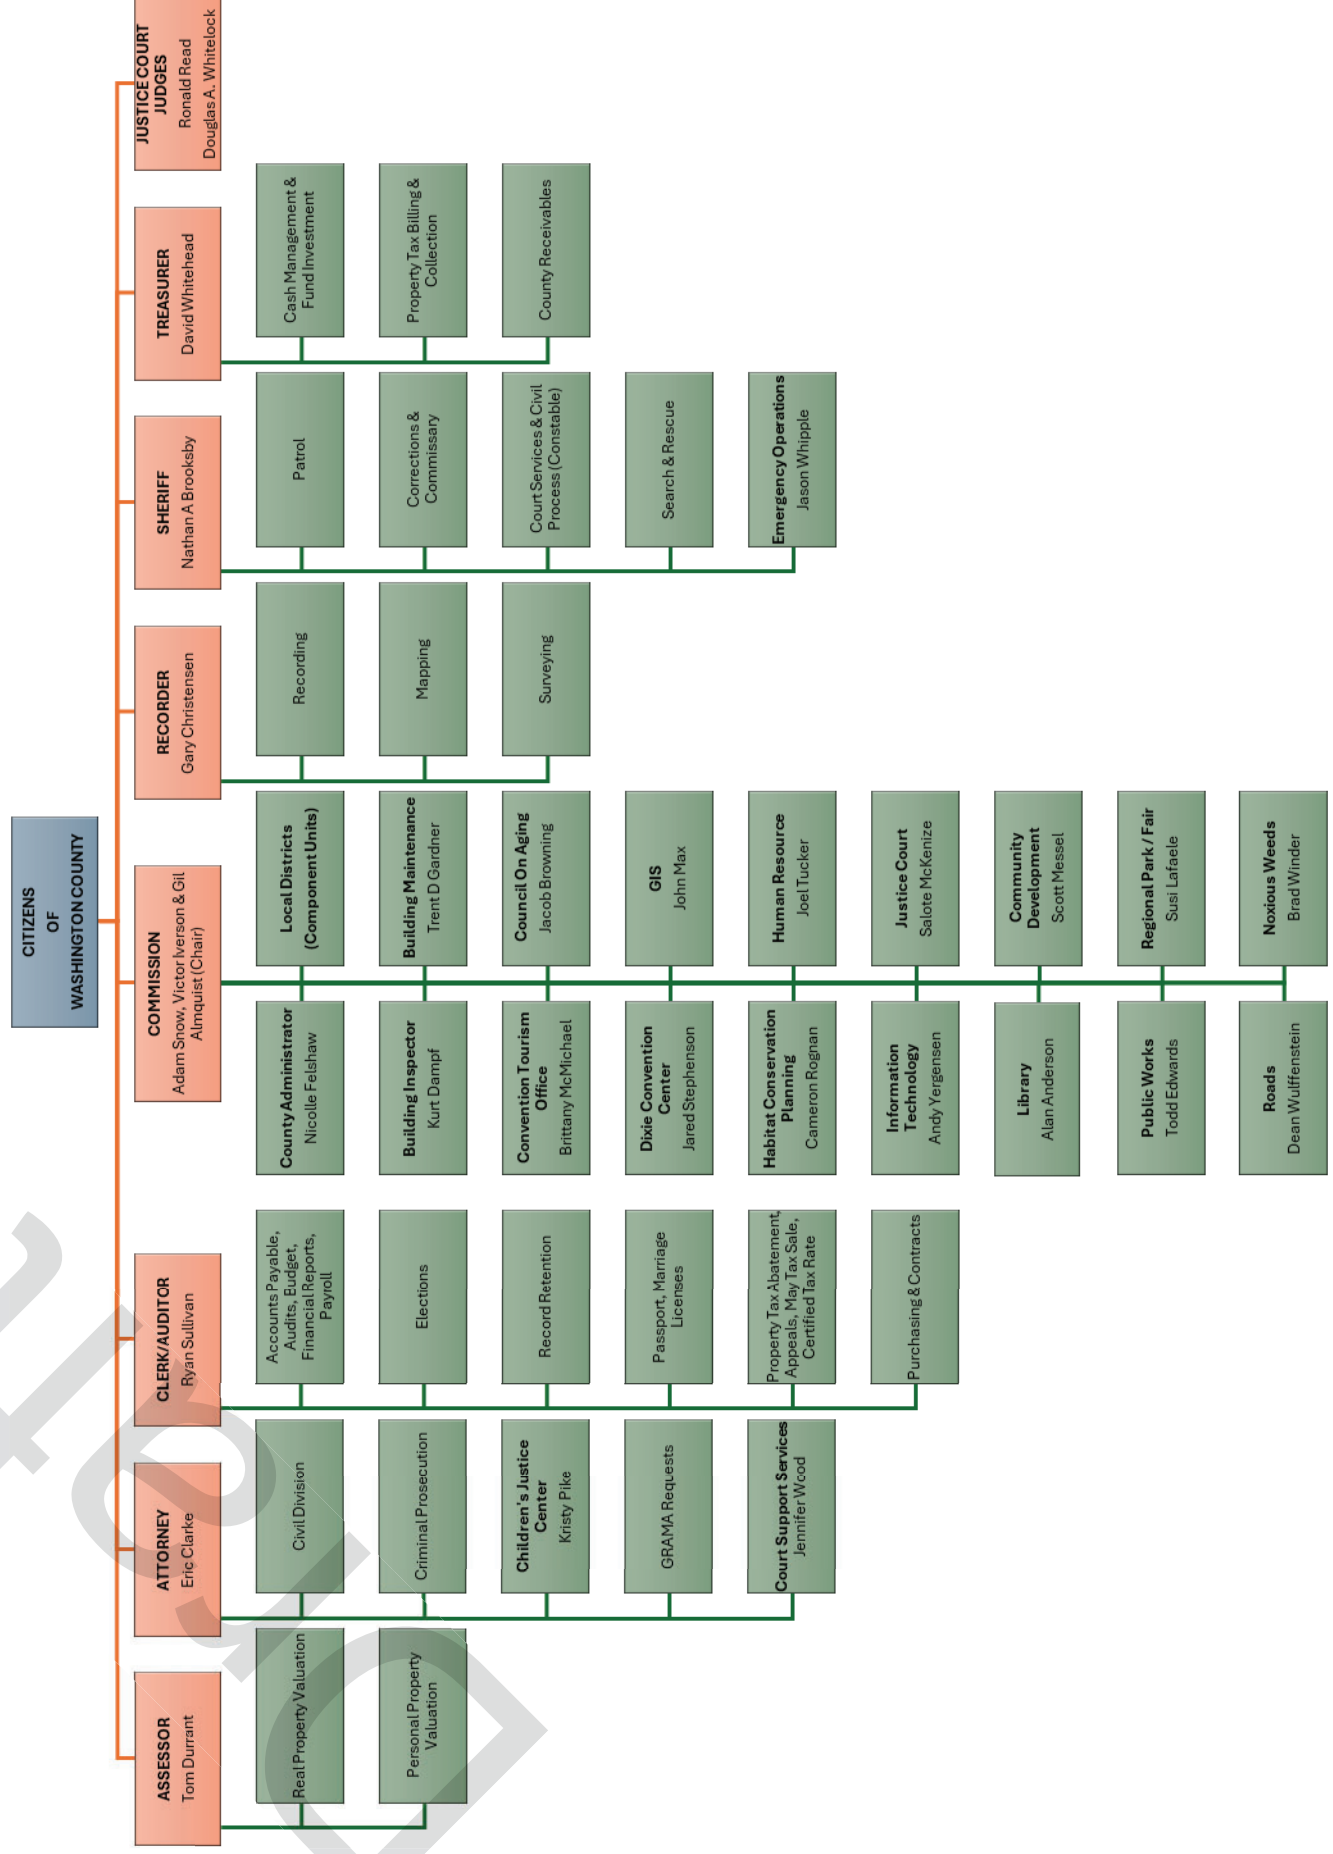 CITIZENS
OF
WASHINGTON COUNTY
ASSESSOR
Tom Durrant
Real Property Valuation
Personal Property
Valuation
ATTORNEY
Eric Clarke
Civil Division
Criminal Prosecution
Children's Justice
Center
Kristy Pike
GRAMA Requests
Court Support Services
Jennifer Wood
CLERK/AUDITOR
Ryan Sullivan
Accounts Payable,
Audits, Budget,
Financial Reports,
Payroll
Elections
Record Retention
Passport, Marriage
Licenses
Property Tax Abatement,
Appeals, May Tax Sale,
Certified Tax Rate
Purchasing & Contracts
COMMISSION
Adam Snow, Victor Iverson & Gil
Almquist (Chair)
County Administrator
Nicolle Felshaw
Local Districts
(Component Units)
Building Inspector
Kurt Dampf
Building Maintenance
Trent D Gardner
Convention Tourism
Office
Brittany McMichael
Council On Aging
Jacob Browning
Dixie Convention
Center
Jared Stephenson
GIS
John Max
Habitat Conservation
Planning
Cameron Rognan
Human Resource
Joel Tucker
Information
Technology
Andy Yergensen
Justice Court
Salote McKenize
Library
Alan Anderson
Community
Development
Scott Messel
Public Works
Todd Edwards
Regional Park / Fair
Susi Lafaele
Roads
Dean Wulffenstein
Noxious Weeds
Brad Winder
RECORDER
Gary Christensen
Recording
Mapping
Surveying
SHERIFF
Nathan A Brooksby
Patrol
Corrections &
Commissary
Court Services & Civil
Process (Constable)
Search & Rescue
Emergency Operations
Jason Whipple
TREASURER
David Whitehead
Cash Management &
Fund Investment
Property Tax Billing &
Collection
County Receivables
JUSTICE COURT
JUDGES
Ronald Read
Douglas A. Whitelock
Draft